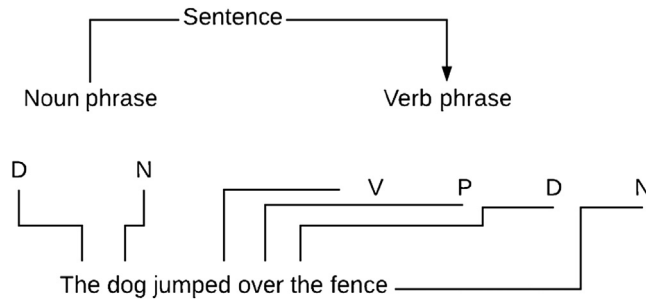 Sentence
Noun phrase Verb phrase
D N V P D N
The dog jumped over the fence